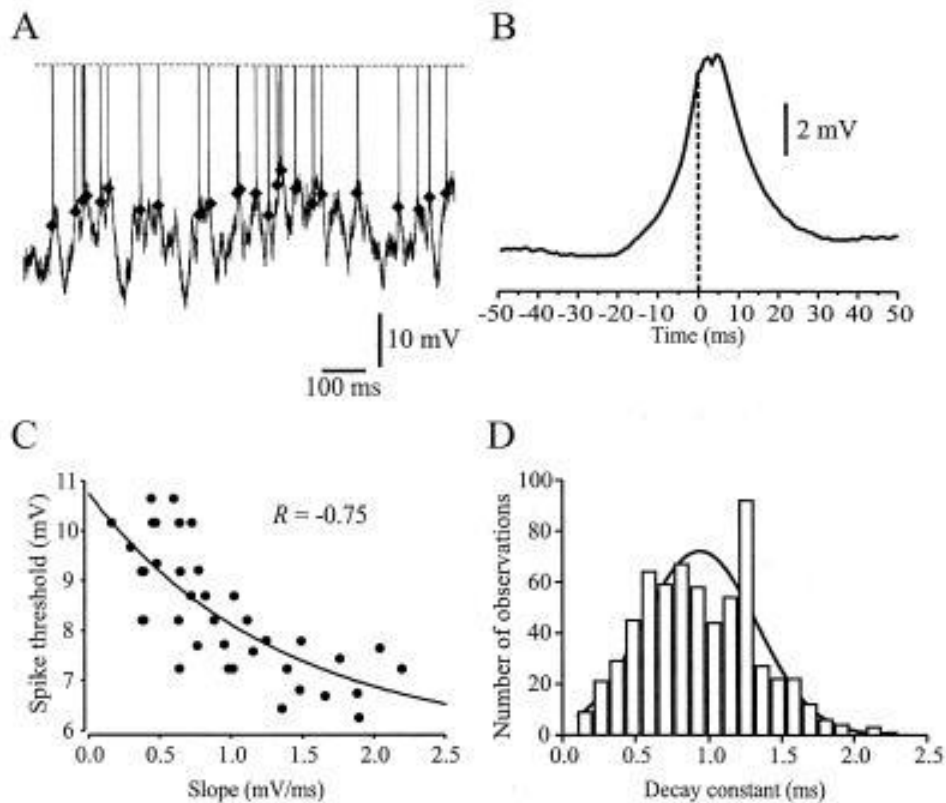 A
10 mV
100 ms
B
2 mV
-50 -40 -30 -20 -10 0 10 20 30 40 50
Time (ms)
C
Spike threshold (mV)
11
10
9
8
7
6
R = -0.75
0.0 0.5 1.0 1.5 2.0 2.5
Slope (mV/ms)
D
Number of observations
100
80
60
40
20
0
0.0 0.5 1.0 1.5 2.0 2.5
Decay constant (ms)